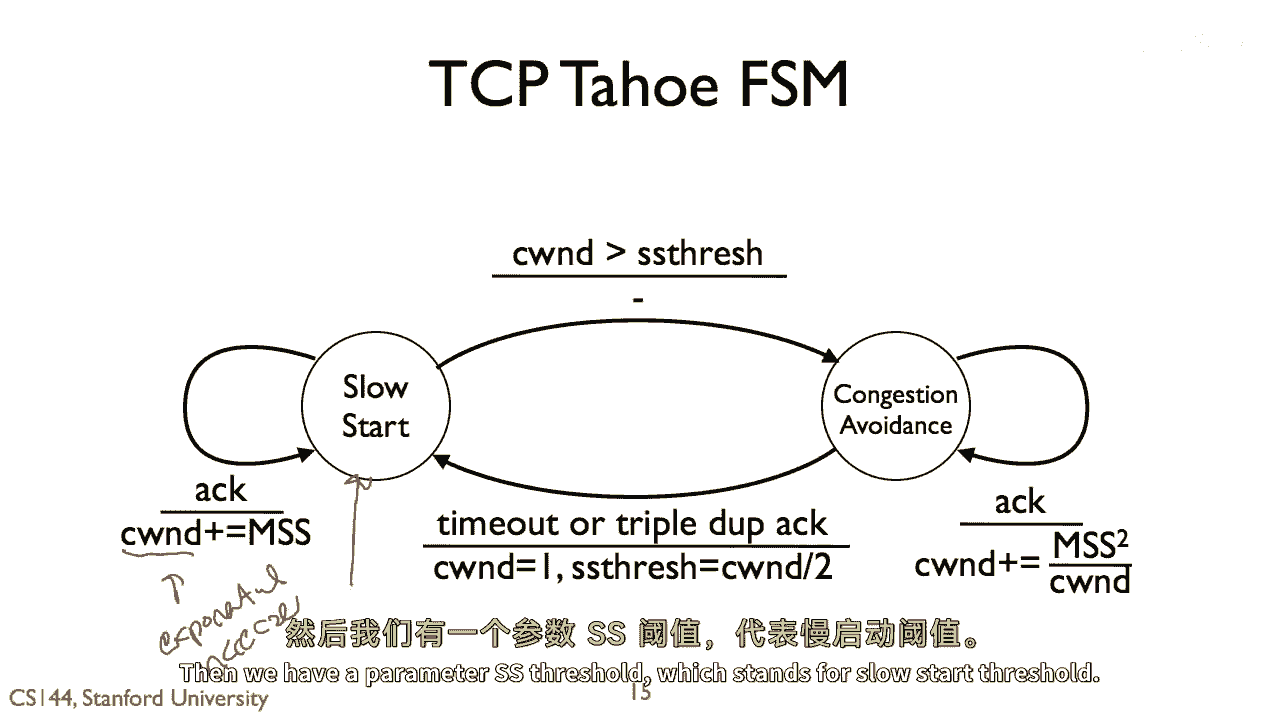 TCP Tahoe FSM
cwnd > ssthresh
-
Slow
Start
Congestion
Avoidance
ack
cwnd+=MSS
timeout or triple dup ack
cwnd=1, ssthresh=cwnd/2
ack
cwnd+= MSS²
cwnd
exponential
然后我们有一个参数 SS 阈值，代表慢启动阈值。
Then we have a parameter SS threshold, which stands for slow start threshold.
CS144, Stanford University
15